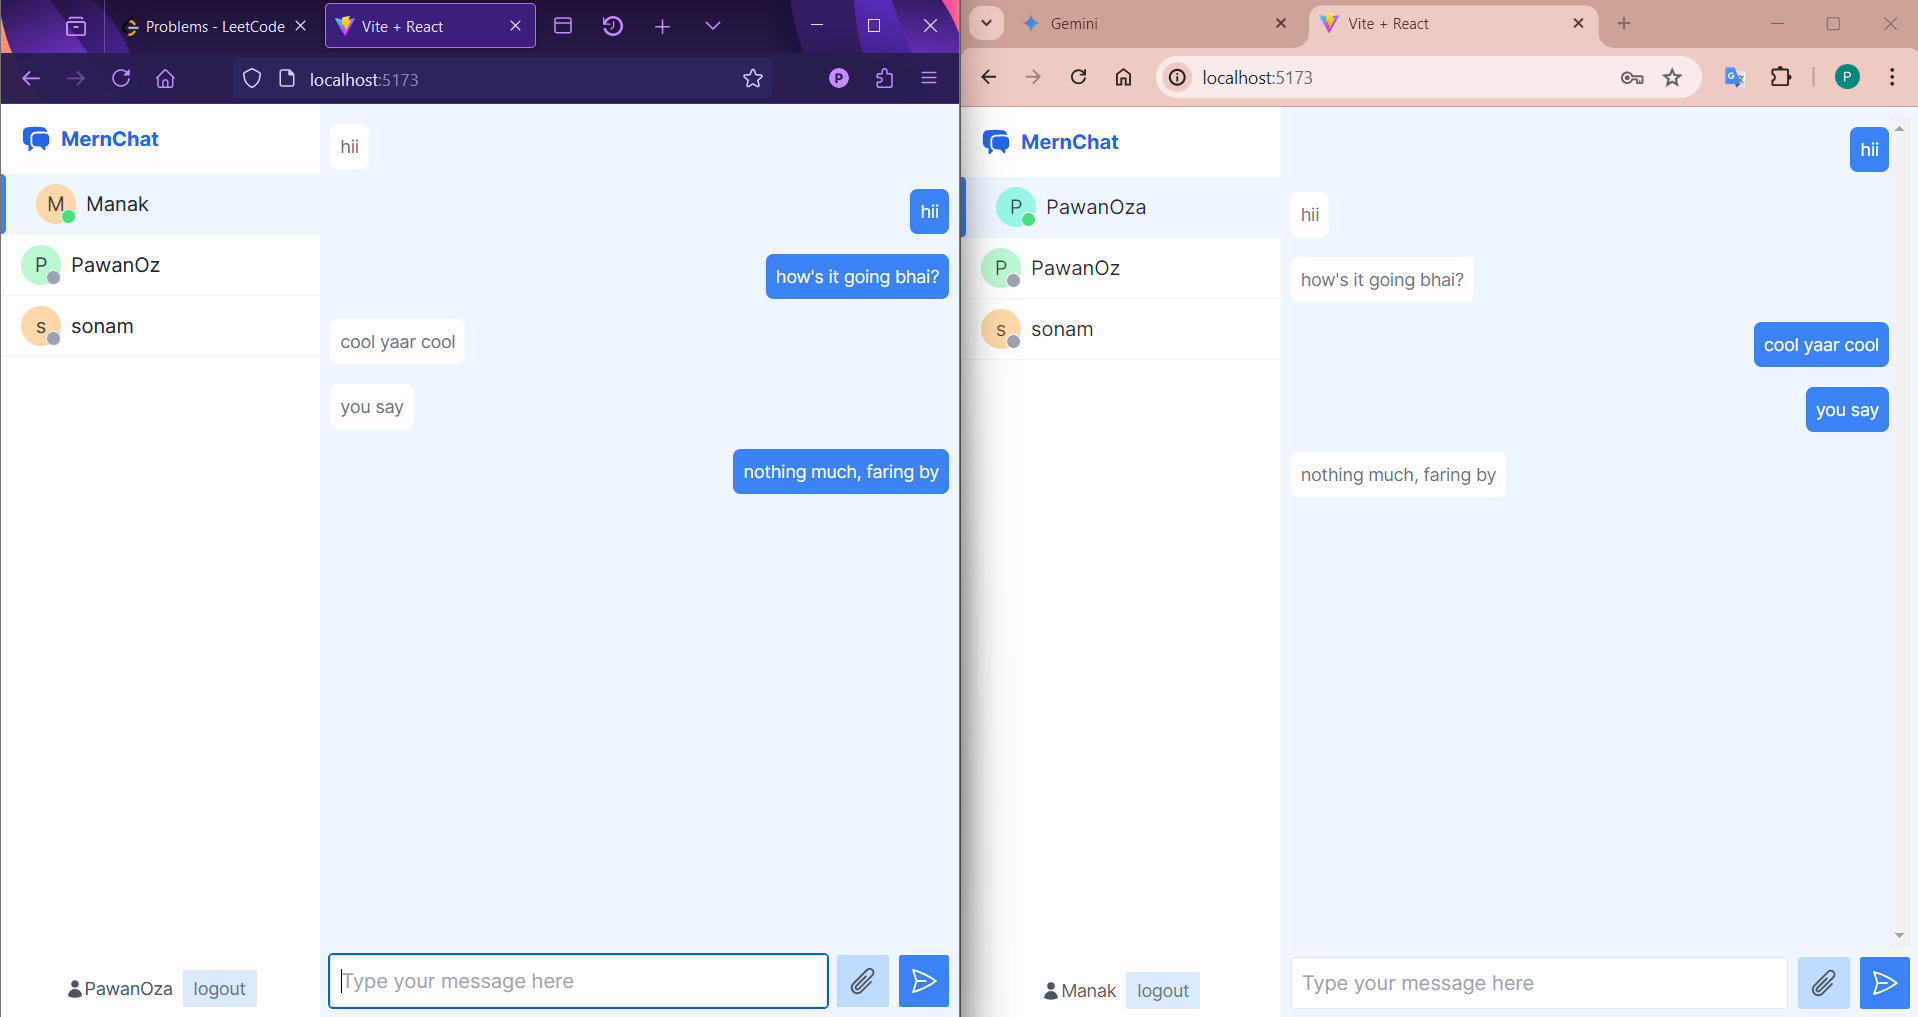 Problems - LeetCode
Vite + React
P
localhost:5173
MernChat
M
Manak
P
PawanOz
s
sonam
hii
hii
how's it going bhai?
cool yaar cool
you say
nothing much, faring by
PawanOza
logout
Type your message here
Gemini
Vite + React
localhost:5173
G
P
MernChat
P
PawanOza
P
PawanOz
s
sonam
hii
hii
how's it going bhai?
cool yaar cool
you say
nothing much, faring by
Manak
logout
Type your message here